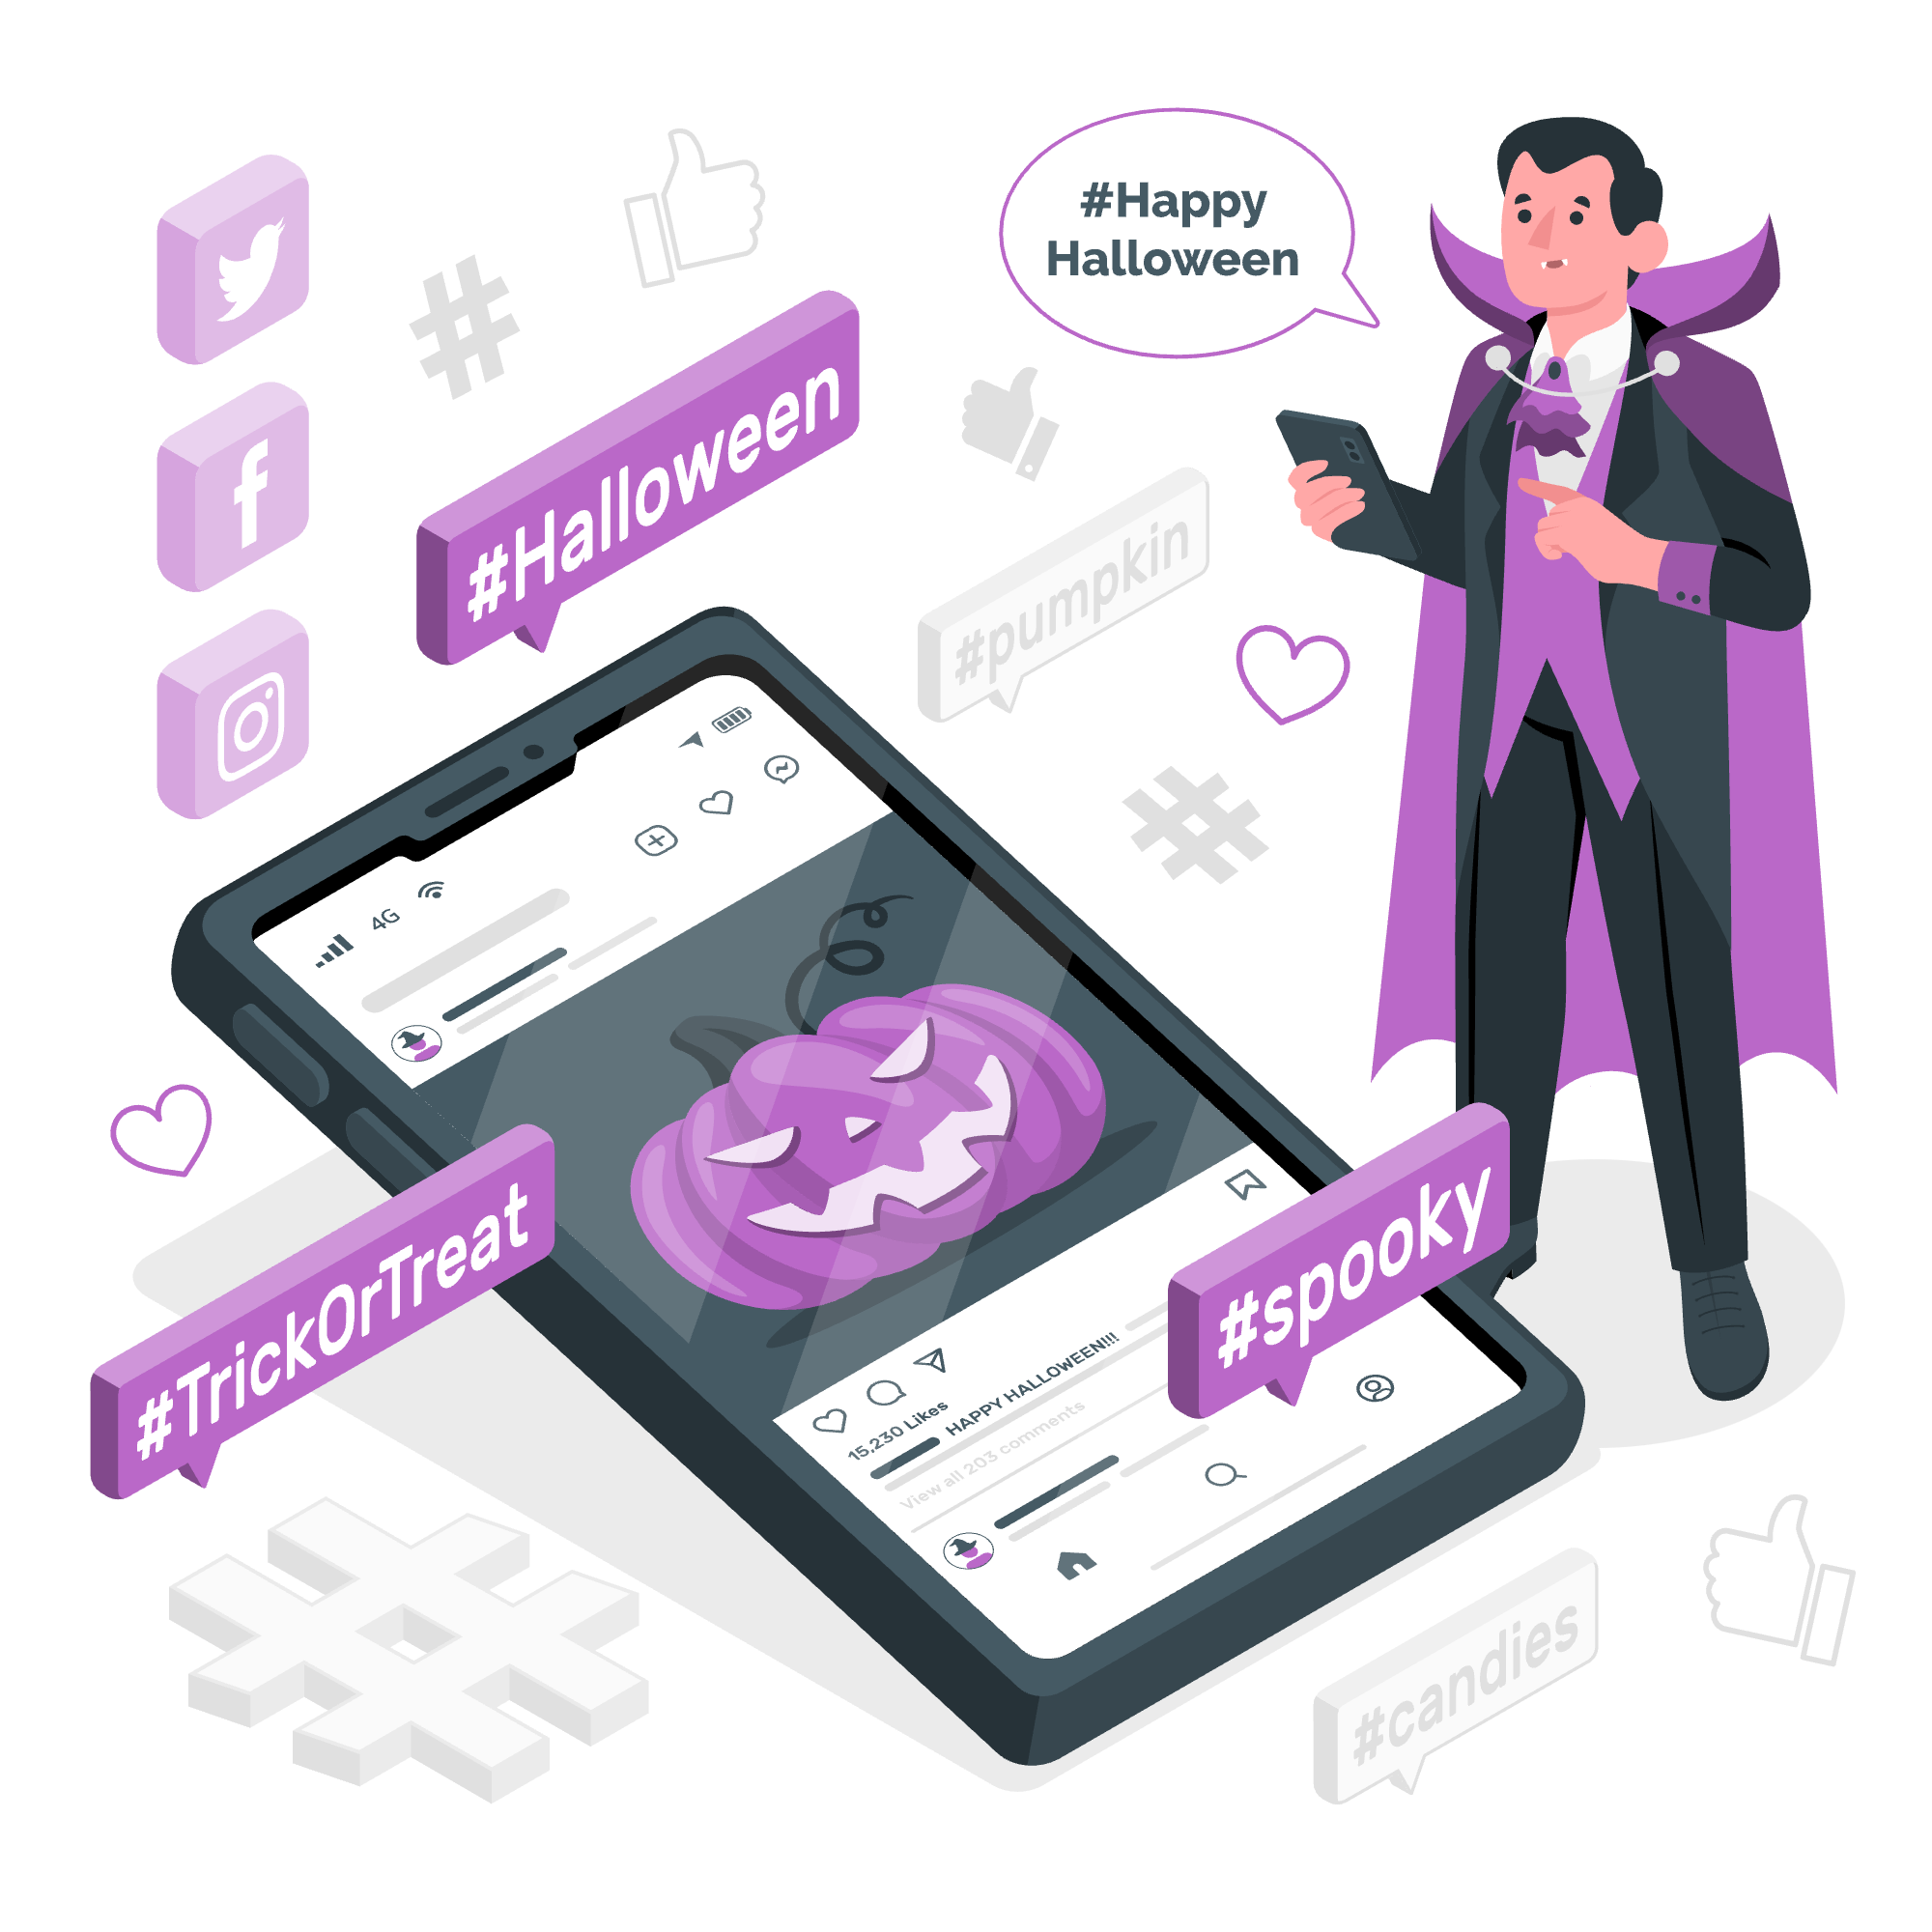 #Happy
Halloween
#Halloween
#pumpkin
4G
#TrickOrTreat
#spooky
15,230 Likes
HAPPY HALLOWEEN!!!
View all 203 comments
#candies